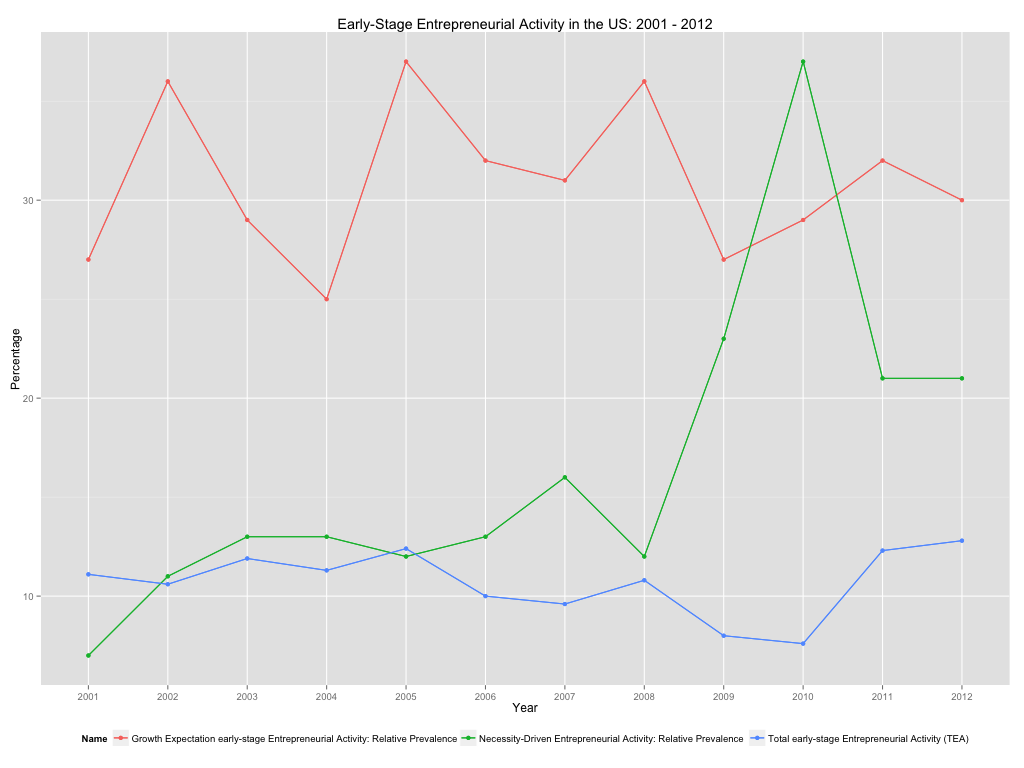 Early-Stage Entrepreneurial Activity in the US: 2001 - 2012
Percentage
30
20
10
2001 2002 2003 2004 2005 2006 2007 2008 2009 2010 2011 2012
Year
Name Growth Expectation early-stage Entrepreneurial Activity: Relative Prevalence Necessity-Driven Entrepreneurial Activity: Relative Prevalence Total early-stage Entrepreneurial Activity (TEA)